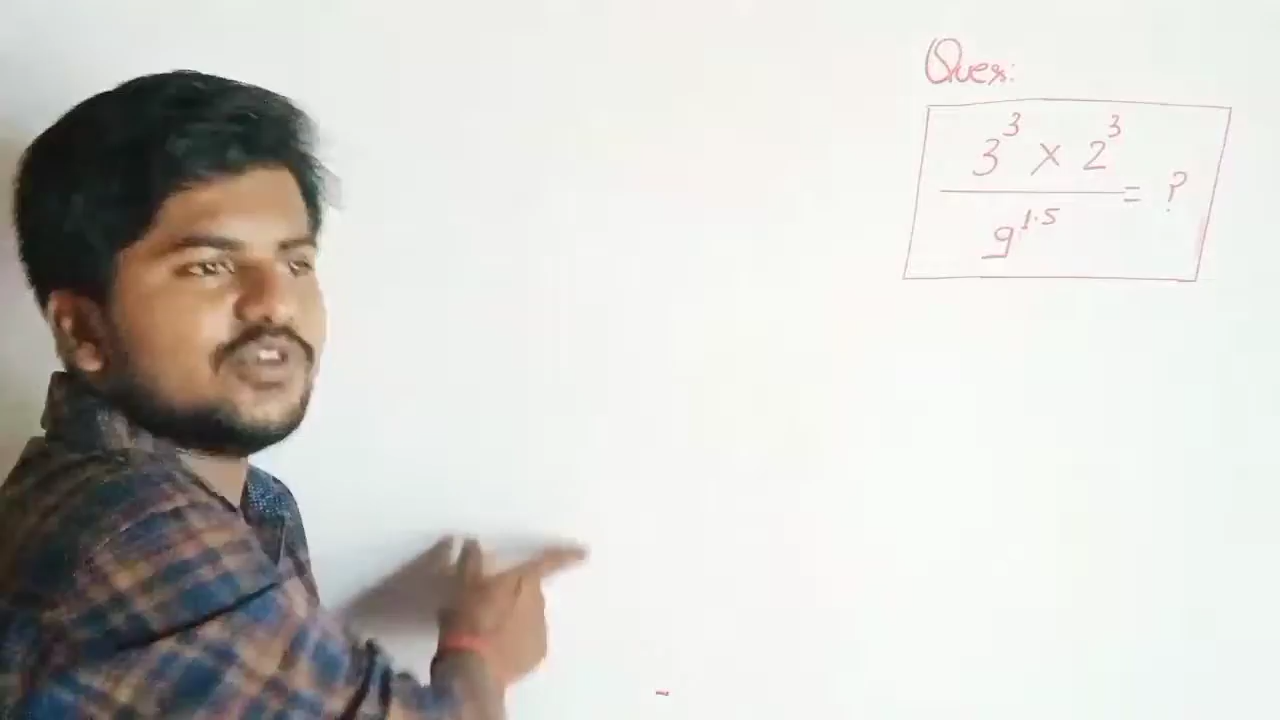 Ques:
3³ × 2³
9^1.5 = ?